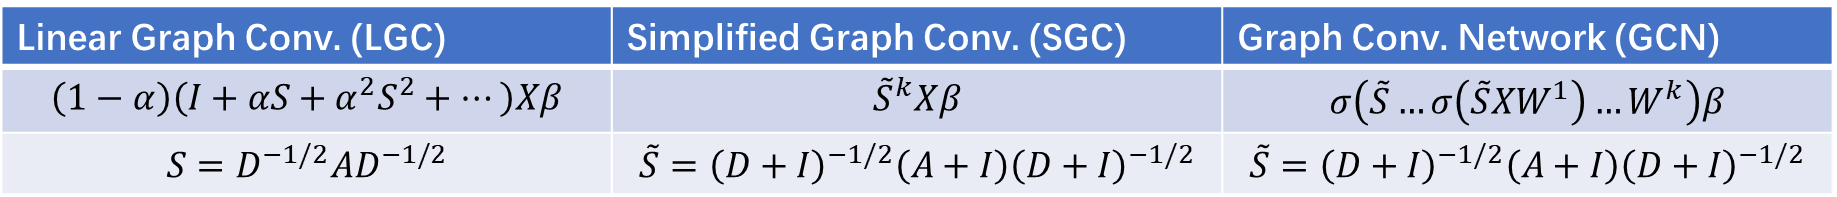 Linear Graph Conv. (LGC) Simplified Graph Conv. (SGC) Graph Conv. Network (GCN)
(1 − α)(I + αS + α²S² + ⋯)Xβ S̃ᵏXβ σ(S̃ … σ(S̃XW¹) … Wᵏ)β
S = D^{−1/2}AD^{−1/2} S̃ = (D + I)^{−1/2}(A + I)(D + I)^{−1/2} S̃ = (D + I)^{−1/2}(A + I)(D + I)^{−1/2}